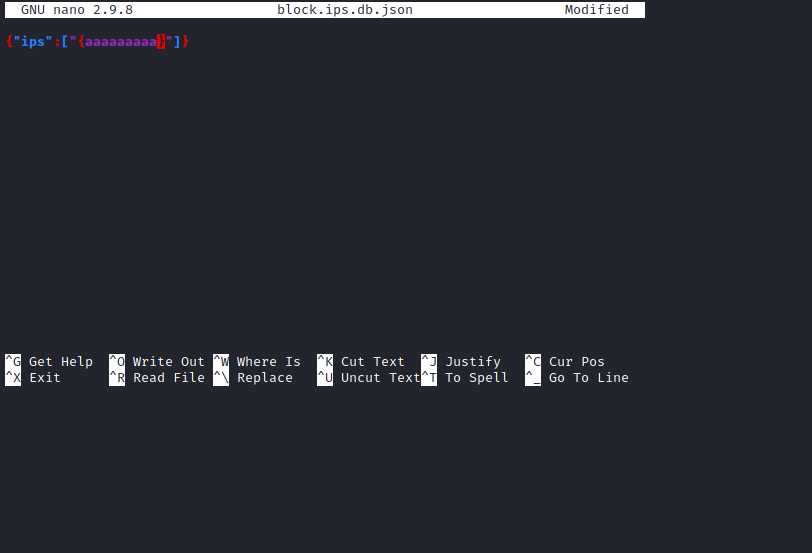 GNU nano 2.9.8 block.ips.db.json Modified
{"ips":["{aaaaaaaaa}"]}
^G Get Help ^O Write Out ^W Where Is ^K Cut Text ^J Justify ^C Cur Pos
^X Exit ^R Read File ^\ Replace ^U Uncut Text ^T To Spell ^_ Go To Line